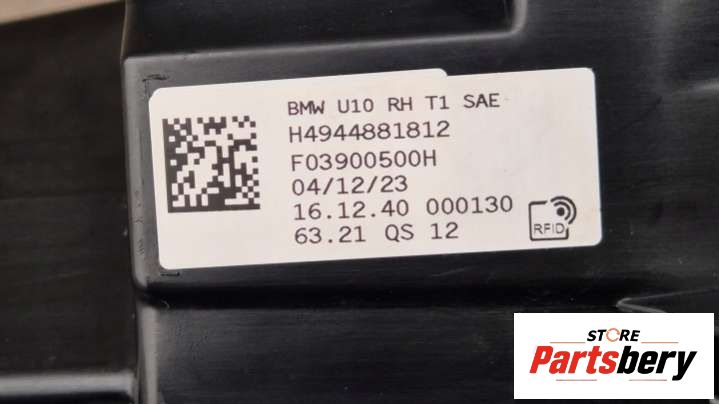 BMW U10 RH T1 SAE
H4944881812
F03900500H
04/12/23
16.12.40 000130
63.21 QS 12
RFID
STORE
Partsbery